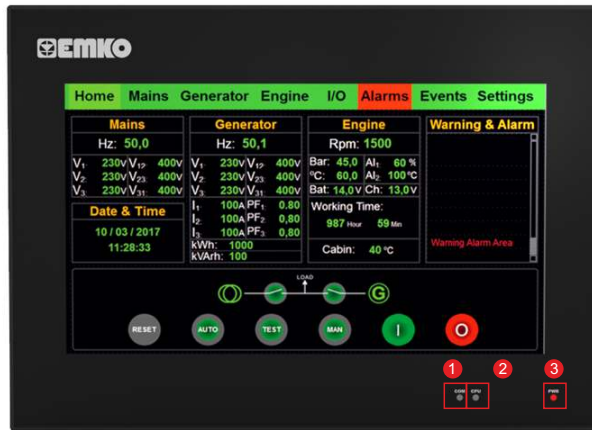 EMKO
Home Mains Generator Engine I/O Alarms Events Settings
Mains
Hz: 50,0
V1: 230V V12: 400V
V2: 230V V23: 400V
V3: 230V V31: 400V
Date & Time
10 / 03 / 2017
11:28:33
Generator
Hz: 50,1
V1: 230V V12: 400V
V2: 230V V23: 400V
V3: 230V V31: 400V
I1: 100A PF1: 0.80
I2: 100A PF2: 0,80
I3: 100A PF3: 0,80
kWh: 1000
kVArh: 100
Engine
Rpm: 1500
Bar: 45,0 AI1: 60 %
ºC: 60,0 AI2: 100 ºC
Bat: 14,0 V Ch: 13,0 V
Working Time:
987 Hour 59 Min
Cabin: 40 ºC
Warning & Alarm
Warning Alarm Area
LOAD
G
RESET AUTO TEST MAN I O
1 2 3
COM CPU PWR